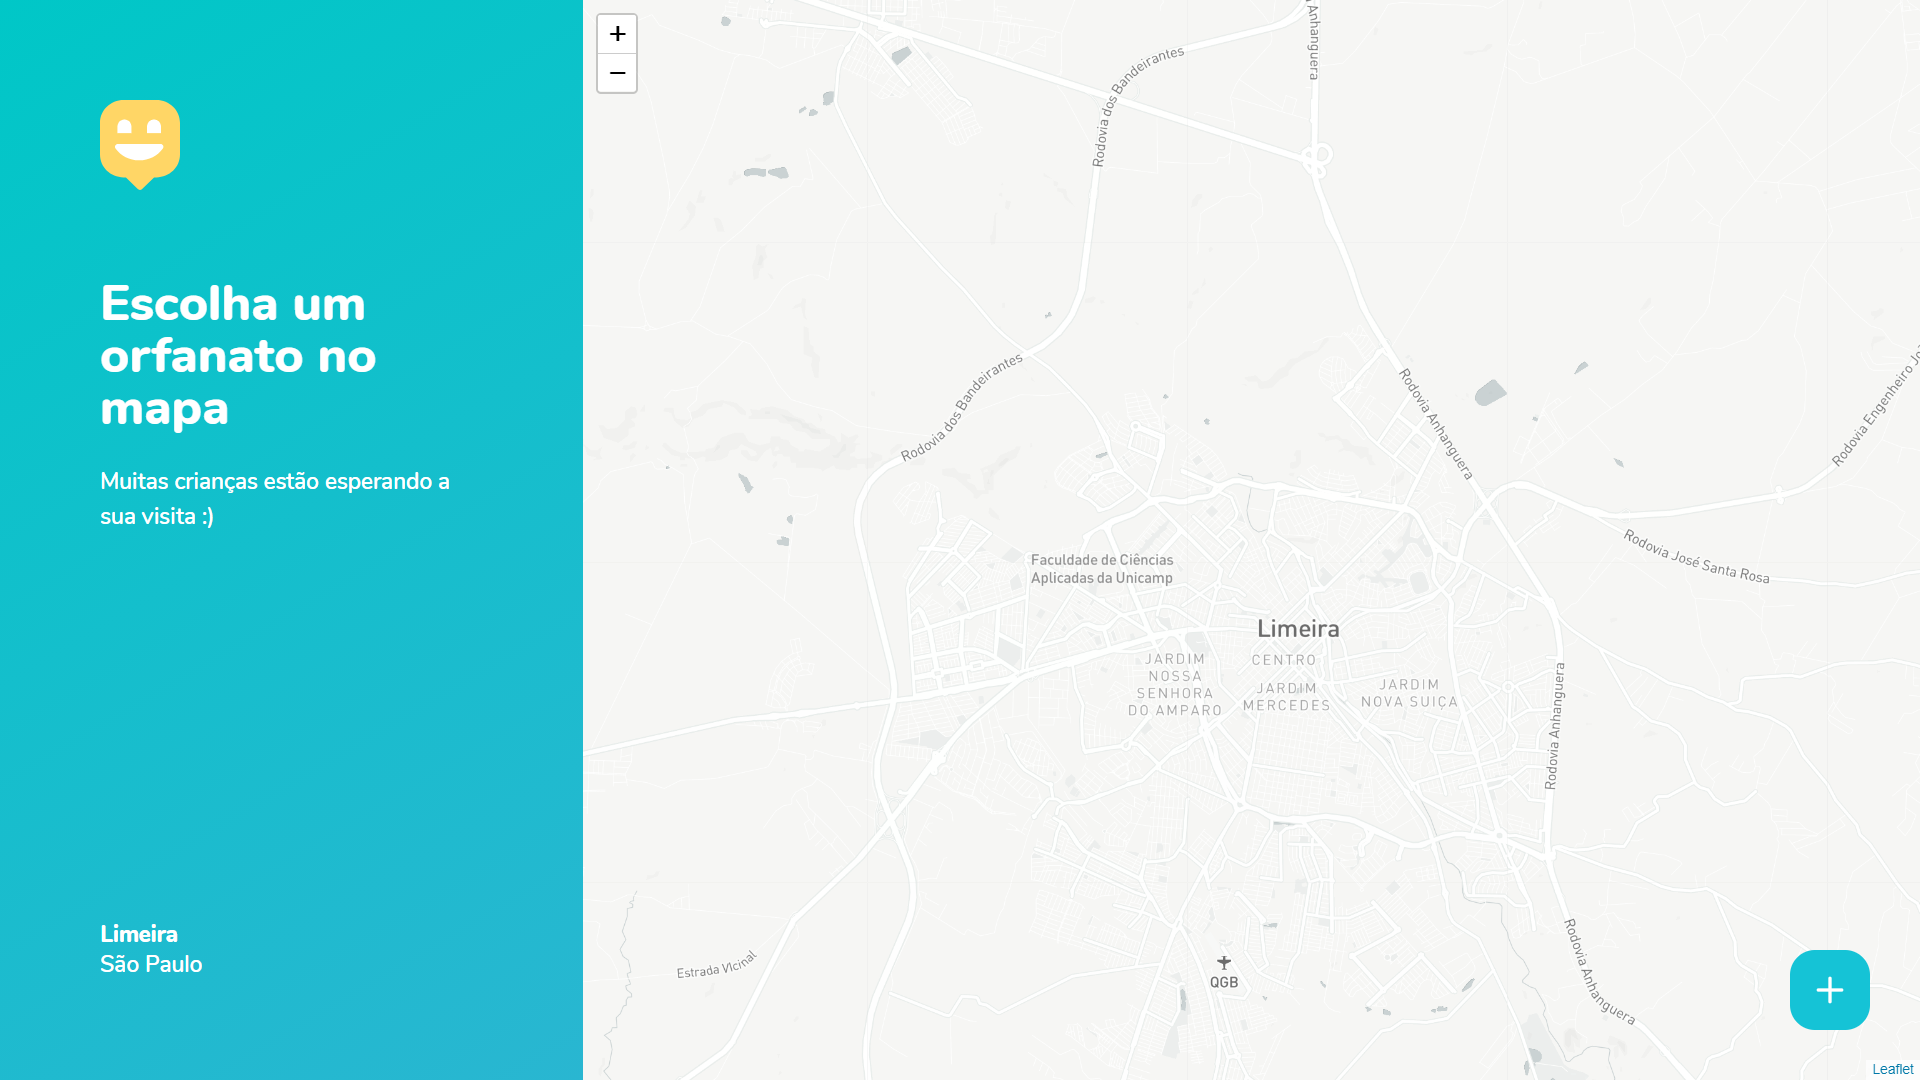 Escolha um
orfanato no
mapa
Muitas crianças estão esperando a
sua visita :)
Limeira
São Paulo
+
−
Rodovia dos Bandeirantes
Anhanguera
Rodovia dos Bandeirantes
Rodovia Anhanguera
Rodovia Engenheiro Jo
Rodovia José Santa Rosa
Faculdade de Ciências
Aplicadas da Unicamp
Limeira
CENTRO
JARDIM
NOSSA
SENHORA
DO AMPARO
JARDIM
MERCEDES
JARDIM
NOVA SUIÇA
Rodovia Anhanguera
Estrada VIcinal
QGB
Rodovia Anhanguera
+
Leaflet